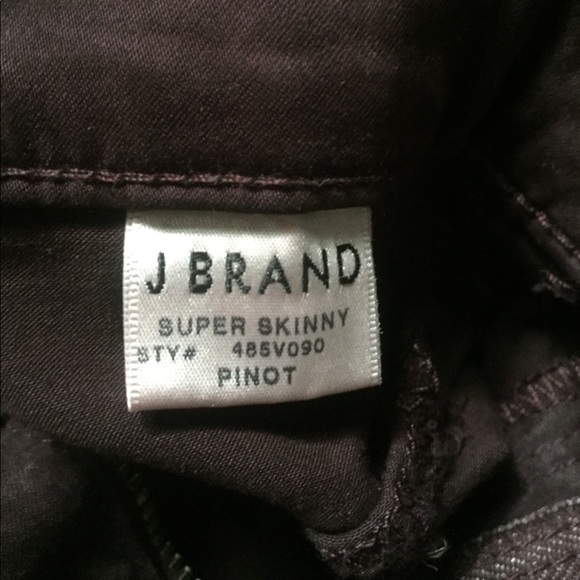 J BRAND
SUPER SKINNY
STY# 485V090
PINOT